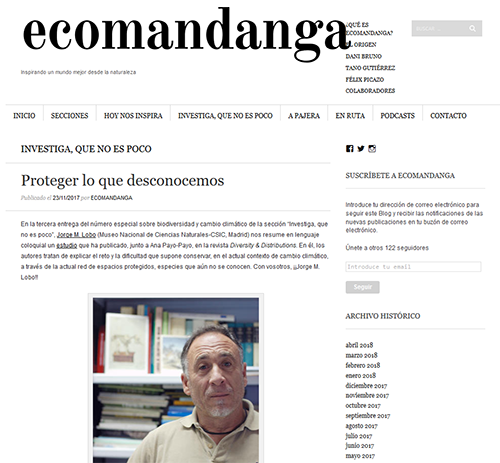 ecomandanga
Inspirando un mundo mejor desde la naturaleza
¿QUÉ ES
ECOMANDANGA?
EL ORIGEN
DANI BRUNO
TANO GUTIÉRREZ
FÉLIX PICAZO
COLABORADORES
BUSCAR …
INICIO SECCIONES HOY NOS INSPIRA INVESTIGA, QUE NO ES POCO A PAJERA EN RUTA PODCASTS CONTACTO
INVESTIGA, QUE NO ES POCO
Proteger lo que desconocemos
Publicado el 23/11/2017 por ECOMANDANGA
En la tercera entrega del número especial sobre biodiversidad y cambio climático de la sección “Investiga, que
no es poco”, Jorge M. Lobo (Museo Nacional de Ciencias Naturales-CSIC, Madrid) nos resume en lenguaje
coloquial un estudio que ha publicado, junto a Ana Payo-Payo, en la revista Diversity & Distributions. En él, los
autores tratan de explicar el reto y la dificultad que supone conservar, en el actual contexto de cambio climático,
a través de la actual red de espacios protegidos, especies que aún no se conocen. Con vosotros, ¡¡Jorge M.
Lobo!!
SUSCRÍBETE A ECOMANDANGA
Introduce tu dirección de correo electrónico para
seguir este Blog y recibir las notificaciones de las
nuevas publicaciones en tu buzón de correo
electrónico.
Únete a otros 122 seguidores
Introduce tu email
Seguir
ARCHIVO HISTÓRICO
abril 2018
marzo 2018
febrero 2018
enero 2018
diciembre 2017
noviembre 2017
octubre 2017
septiembre 2017
agosto 2017
julio 2017
junio 2017
mayo 2017